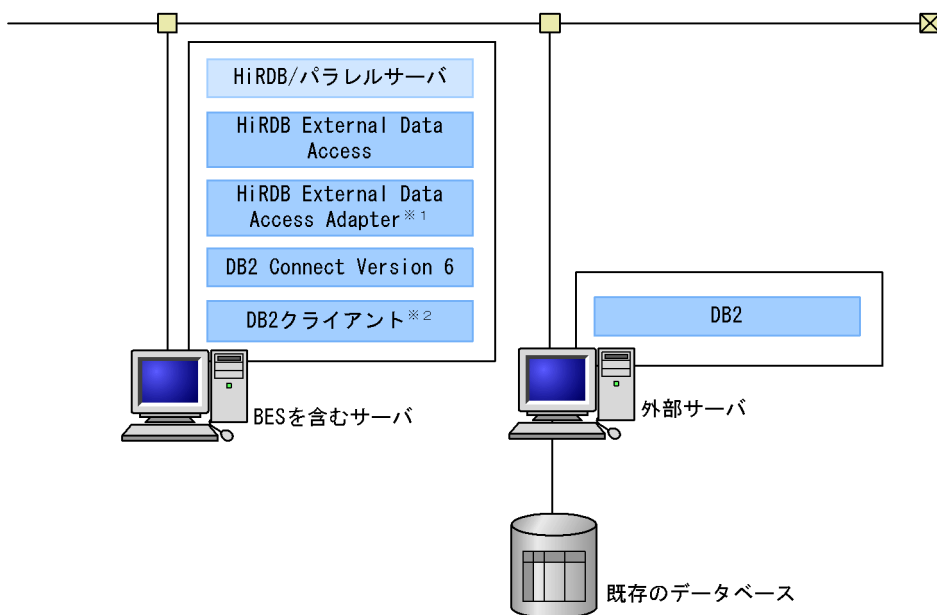 HiRDB/パラレルサーバ
HiRDB External Data
Access
HiRDB External Data
Access Adapter※1
DB2 Connect Version 6
DB2クライアント※2
DB2
BESを含むサーバ
外部サーバ
既存のデータベース